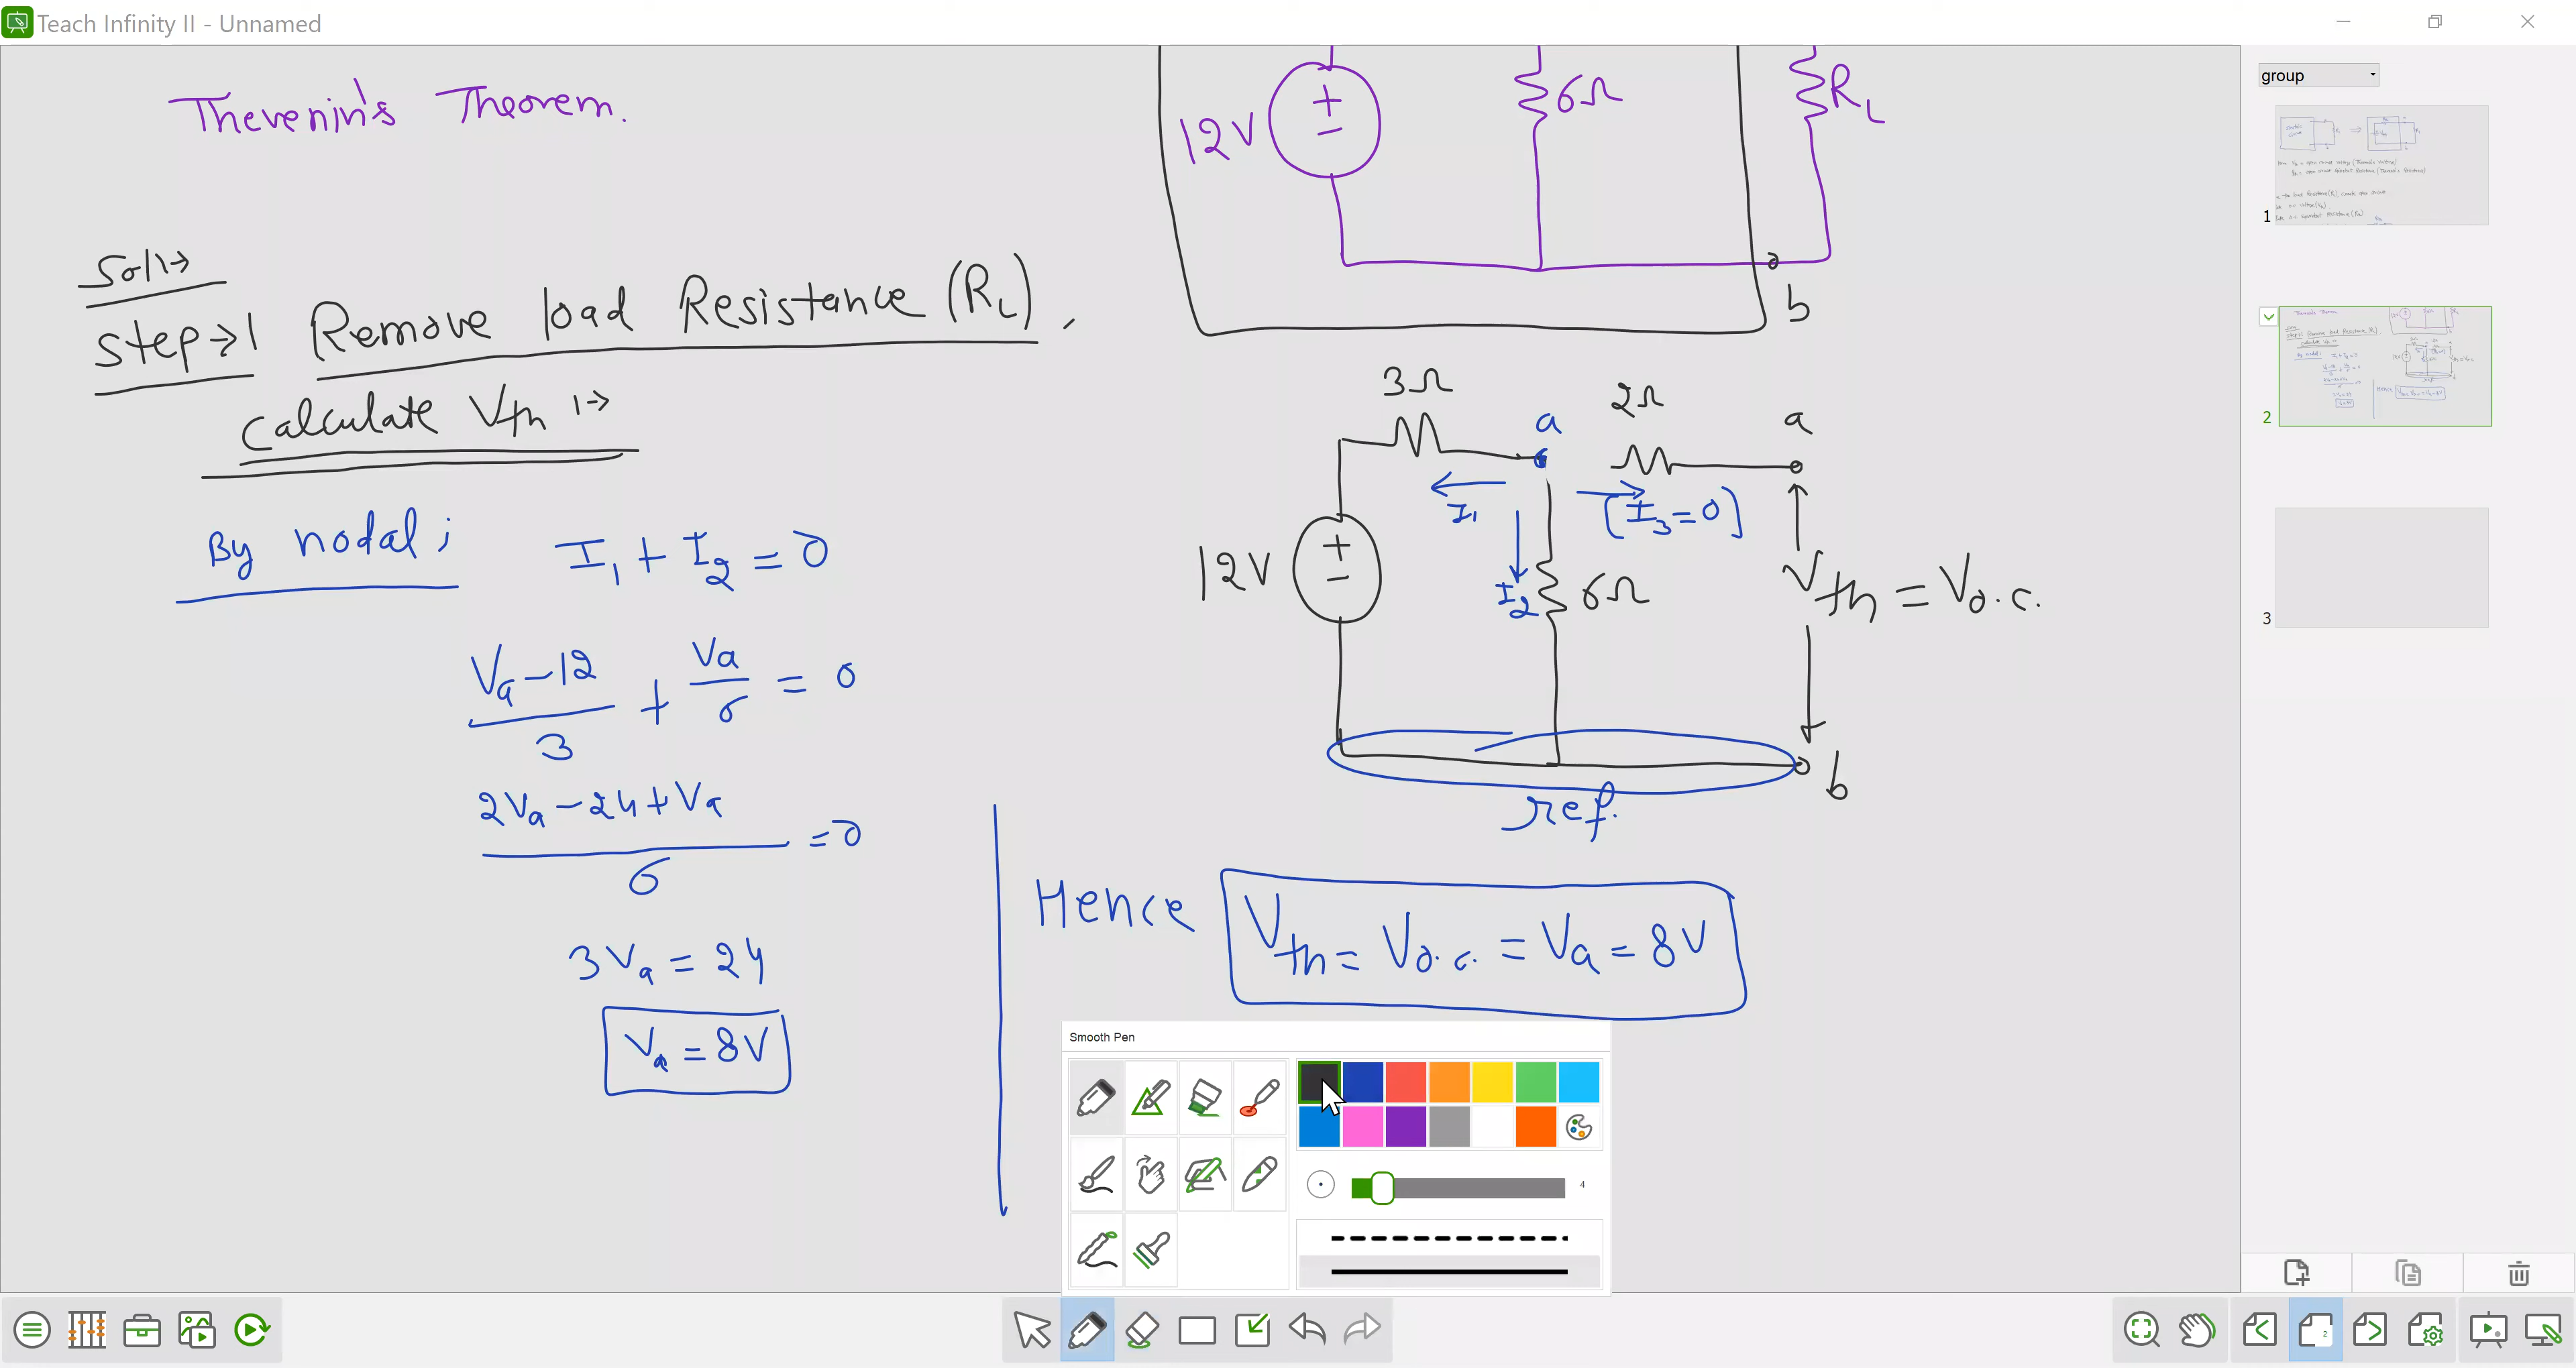 Teach Infinity II - Unnamed
Thevenin's Theorem.
12V
6Ω
RL
b
Sol:→
Step→1 Remove load Resistance (RL).
Calculate Vth :→
By nodal; I1 + I2 = 0
(Va - 12)/3 + Va/6 = 0
(2Va - 24 + Va)/6 = 0
3Va = 24
Va = 8V
3Ω
a
2Ω
a
I1
[I3 = 0]
12V
I2
6Ω
Vth = Vo.c.
b
ref.
Hence Vth = Vo.c. = Va = 8V
Smooth Pen
4
group
1
2
3
2